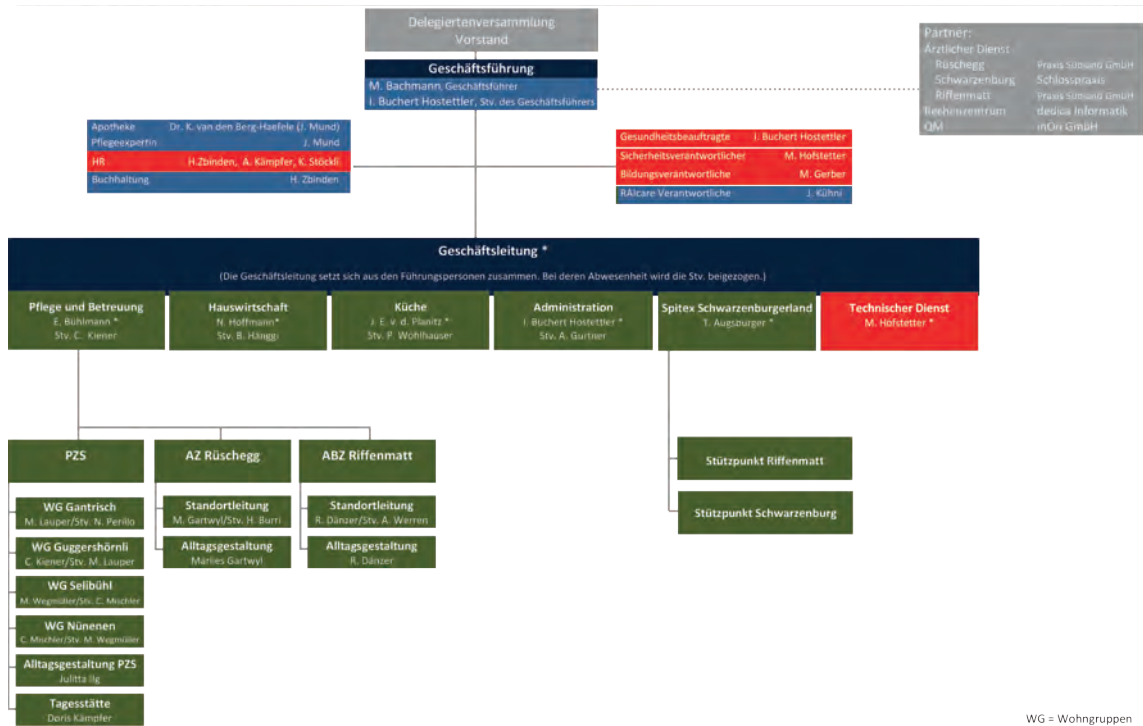 Delegiertenversammlung
Vorstand
Geschäftsführung
M. Bachmann, Geschäftsführer
I. Buchert Hostettler, Stv. des Geschäftsführers
Partner:
Ärztlicher Dienst
Rüschegg Praxis Sümand GmbH
Schwarzenburg Schlosspraxis
Riffenmatt Praxis Sümand GmbH
Rechenzentrum dedica Informatik
QM inOri GmbH
Apotheke Dr. K. van den Berg-Haefele (J. Mund)
Pflegeexpertin J. Mund
HR H.Zbinden, A. Kämpfer, K. Stöckli
Buchhaltung H. Zbinden
Gesundheitsbeauftragte I. Buchert Hostettler
Sicherheitsverantwortlicher M. Hofstetter
Bildungsverantwortliche M. Gerber
RAIcare Verantwortliche J. Kühni
Geschäftsleitung *
(Die Geschäftsleitung setzt sich aus den Führungspersonen zusammen. Bei deren Abwesenheit wird die Stv. beigezogen.)
Pflege und Betreuung
E. Bühlmann *
Stv. C. Kiener
Hauswirtschaft
N. Hoffmann*
Stv. B. Hänggi
Küche
J. E. v. d. Planitz *
Stv. P. Wohlhauser
Administration
I. Buchert Hostettler *
Stv. A. Gurtner
Spitex Schwarzenburgerland
T. Augsburger *
Technischer Dienst
M. Hofstetter *
PZS
WG Gantrisch
M. Lauper/Stv. N. Perillo
WG Guggershörnli
C. Kiener/Stv. M. Lauper
WG Selibühl
M. Wegmüller/Stv. C. Mischler
WG Nünenen
C. Mischler/Stv. M. Wegmüller
Alltagsgestaltung PZS
Julitta Ilg
Tagesstätte
Doris Kämpfer
AZ Rüschegg
Standortleitung
M. Gartwyl/Stv. H. Burri
Alltagsgestaltung
Marlies Gartwyl
ABZ Riffenmatt
Standortleitung
R. Dänzer/Stv. A. Werren
Alltagsgestaltung
R. Dänzer
Stützpunkt Riffenmatt
Stützpunkt Schwarzenburg
WG = Wohngruppen